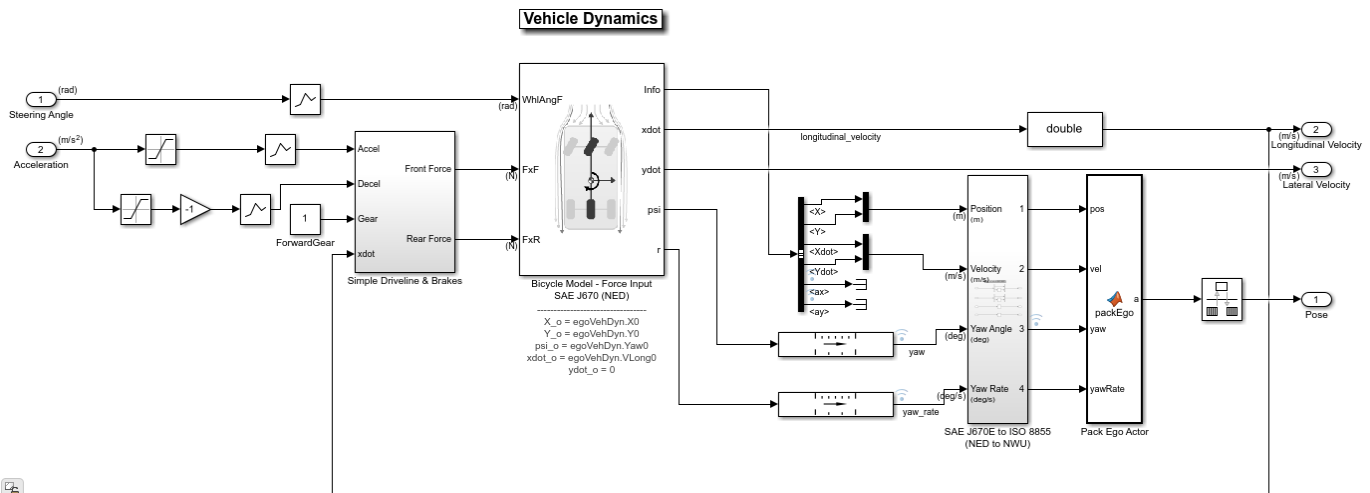 Vehicle Dynamics
1
(rad)
Steering Angle
2
(m/s²)
Acceleration
-1
1
ForwardGear
Accel
Decel
Gear
xdot
Front Force
Rear Force
Simple Driveline & Brakes
(rad)
(N)
(N)
WhlAngF
FxF
FxR
Info
xdot
ydot
psi
r
Bicycle Model - Force Input
SAE J670 (NED)
X_o = egoVehDyn.X0
Y_o = egoVehDyn.Y0
psi_o = egoVehDyn.Yaw0
xdot_o = egoVehDyn.VLong0
ydot_o = 0
longitudinal_velocity
double
(m/s)
2
Longitudinal Velocity
(m/s)
3
Lateral Velocity
<X>
<Y>
<Xdot>
<Ydot>
<ax>
<ay>
yaw
yaw_rate
(m)
(m/s)
(deg)
(deg/s)
Position
(m)
1
Velocity
(m/s)
2
Yaw Angle
(deg)
3
Yaw Rate
(deg/s)
4
SAE J670E to ISO 8855
(NED to NWU)
pos
vel
yaw
yawRate
packEgo
a
Pack Ego Actor
1
Pose